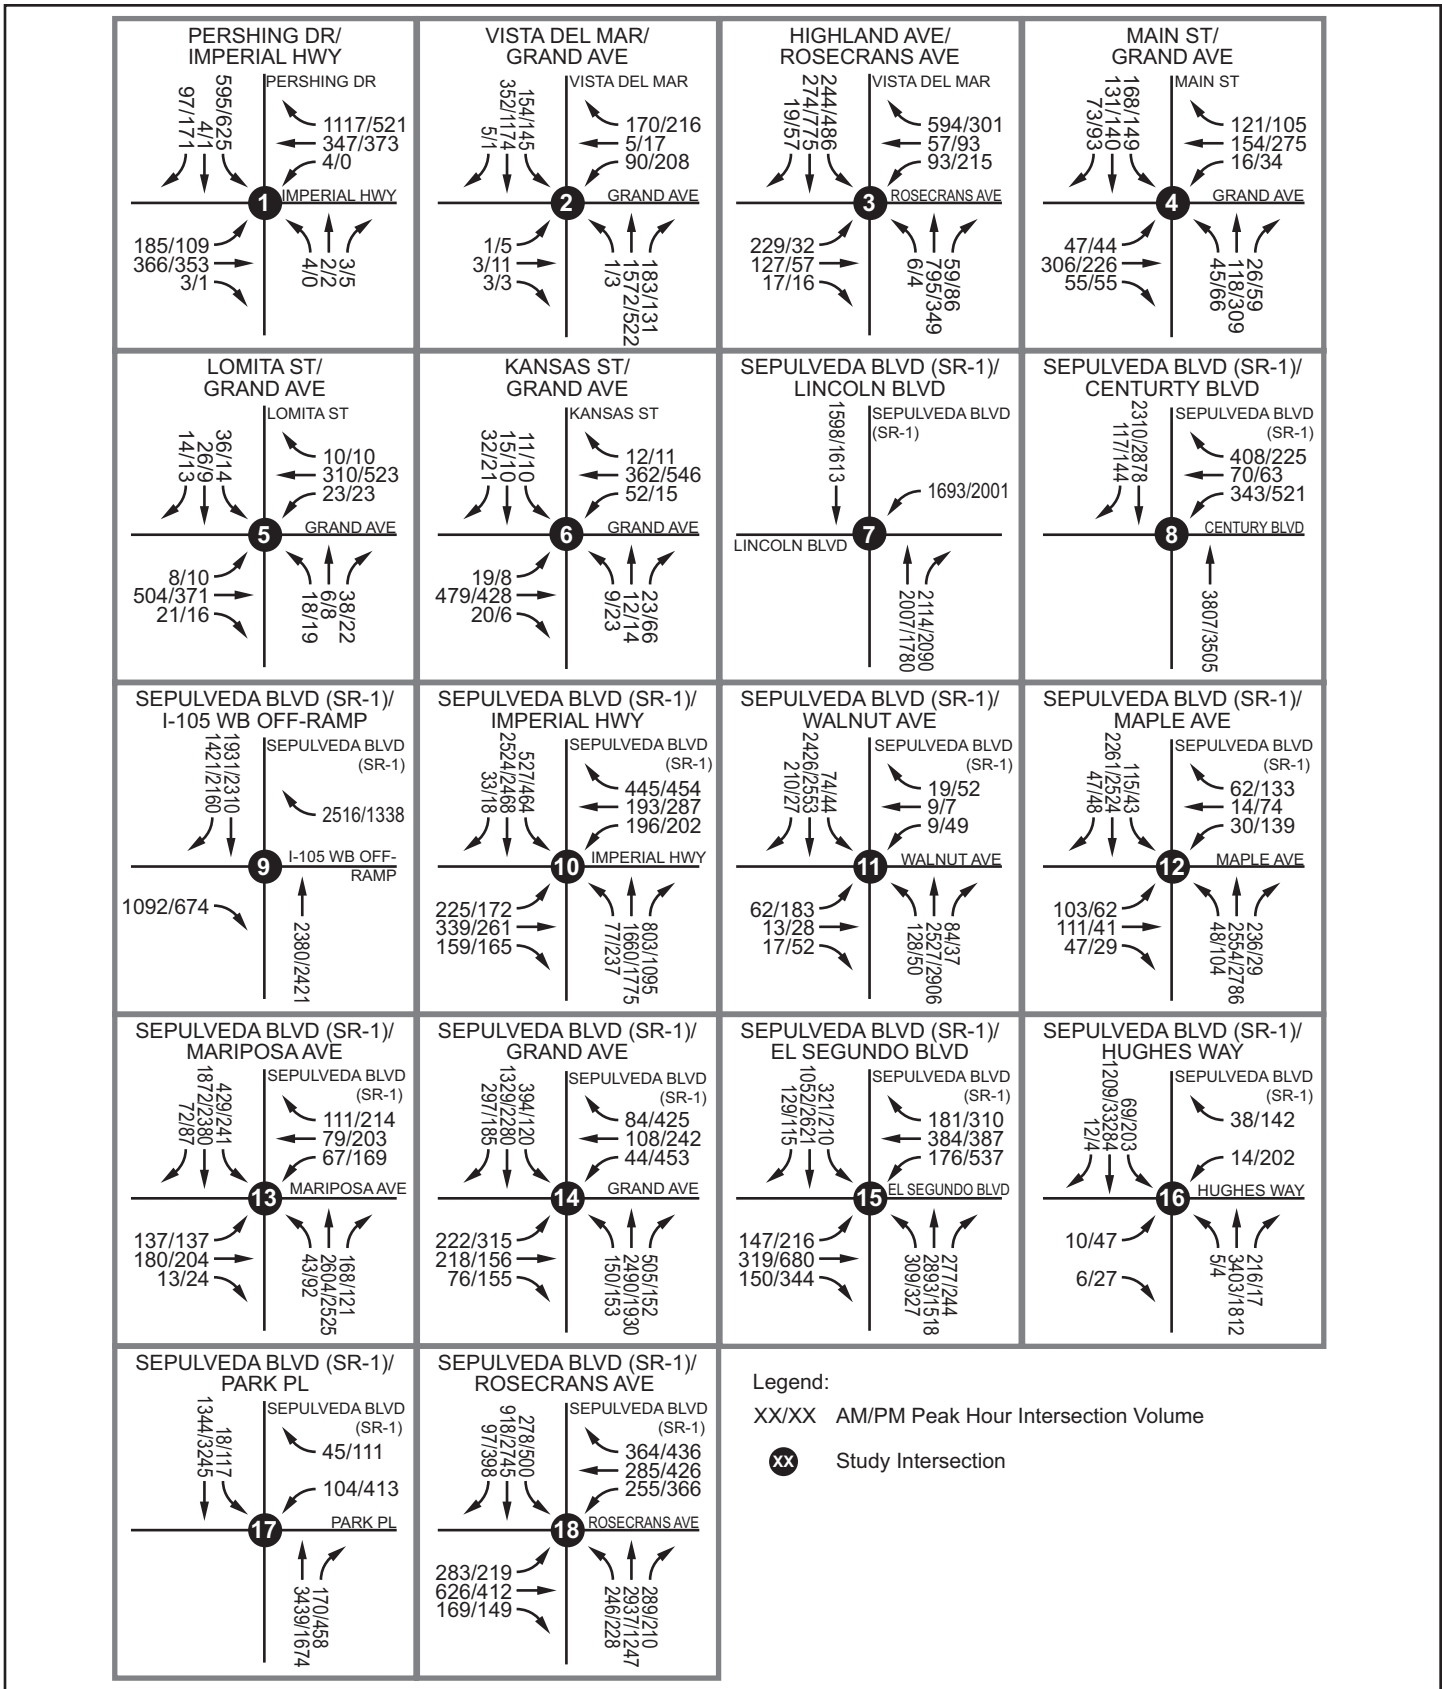 PERSHING DR/
IMPERIAL HWY
PERSHING DR
97/171
4/1
595/625
1117/521
347/373
4/0
1
IMPERIAL HWY
185/109
366/353
3/1
4/0
2/2
3/5
VISTA DEL MAR/
GRAND AVE
VISTA DEL MAR
5/1
352/1174
154/145
170/216
5/17
90/208
2
GRAND AVE
1/5
3/11
3/3
1/3
1572/522
183/131
HIGHLAND AVE/
ROSECRANS AVE
VISTA DEL MAR
19/57
274/775
244/486
594/301
57/93
93/215
3
ROSECRANS AVE
229/32
127/57
17/16
6/4
795/349
59/86
MAIN ST/
GRAND AVE
MAIN ST
73/93
131/140
168/149
121/105
154/275
16/34
4
GRAND AVE
47/44
306/226
55/55
45/66
118/309
26/59
LOMITA ST/
GRAND AVE
LOMITA ST
14/13
26/9
36/14
10/10
310/523
23/23
5
GRAND AVE
8/10
504/371
21/16
18/19
6/8
38/22
KANSAS ST/
GRAND AVE
KANSAS ST
32/21
15/10
11/10
12/11
362/546
52/15
6
GRAND AVE
19/8
479/428
20/6
9/23
12/14
23/66
SEPULVEDA BLVD (SR-1)/
LINCOLN BLVD
SEPULVEDA BLVD
(SR-1)
1598/1613
1693/2001
7
LINCOLN BLVD
2007/1780
2114/2090
SEPULVEDA BLVD (SR-1)/
CENTURTY BLVD
SEPULVEDA BLVD
(SR-1)
117/144
2310/2878
408/225
70/63
343/521
8
CENTURY BLVD
3807/3505
SEPULVEDA BLVD (SR-1)/
I-105 WB OFF-RAMP
SEPULVEDA BLVD
(SR-1)
1421/2160
1931/2310
2516/1338
9
I-105 WB OFF-
RAMP
1092/674
2380/2421
SEPULVEDA BLVD (SR-1)/
IMPERIAL HWY
SEPULVEDA BLVD
(SR-1)
33/18
2524/2468
527/464
445/454
193/287
196/202
10
IMPERIAL HWY
225/172
339/261
159/165
77/237
1660/1775
803/1095
SEPULVEDA BLVD (SR-1)/
WALNUT AVE
SEPULVEDA BLVD
(SR-1)
210/27
2426/2553
74/44
19/52
9/7
9/49
11
WALNUT AVE
62/183
13/28
17/52
128/50
2527/2906
84/37
SEPULVEDA BLVD (SR-1)/
MAPLE AVE
SEPULVEDA BLVD
(SR-1)
47/48
2261/2524
115/43
62/133
14/74
30/139
12
MAPLE AVE
103/62
111/41
47/29
48/104
2554/2786
236/29
SEPULVEDA BLVD (SR-1)/
MARIPOSA AVE
SEPULVEDA BLVD
(SR-1)
72/87
1872/2380
429/241
111/214
79/203
67/169
13
MARIPOSA AVE
137/137
180/204
13/24
43/92
2604/2525
168/121
SEPULVEDA BLVD (SR-1)/
GRAND AVE
SEPULVEDA BLVD
(SR-1)
297/185
1329/280
394/120
84/425
108/242
44/453
14
GRAND AVE
222/315
218/156
76/155
150/153
2490/1930
505/152
SEPULVEDA BLVD (SR-1)/
EL SEGUNDO BLVD
SEPULVEDA BLVD
(SR-1)
129/115
1052/2621
321/210
181/310
384/387
176/537
15
EL SEGUNDO BLVD
147/216
319/680
150/344
309/327
2893/1518
277/244
SEPULVEDA BLVD (SR-1)/
HUGHES WAY
SEPULVEDA BLVD
(SR-1)
12/4
1209/33284
69/203
38/142
14/202
16
HUGHES WAY
10/47
6/27
5/4
3403/1812
216/17
SEPULVEDA BLVD (SR-1)/
PARK PL
SEPULVEDA BLVD
(SR-1)
1344/3245
18/117
45/111
104/413
17
PARK PL
3439/1674
170/458
SEPULVEDA BLVD (SR-1)/
ROSECRANS AVE
SEPULVEDA BLVD
(SR-1)
97/398
918/2745
278/500
364/436
285/426
255/366
18
ROSECRANS AVE
283/219
626/412
169/149
246/228
2937/1247
289/210
Legend:
XX/XX AM/PM Peak Hour Intersection Volume
XX Study Intersection